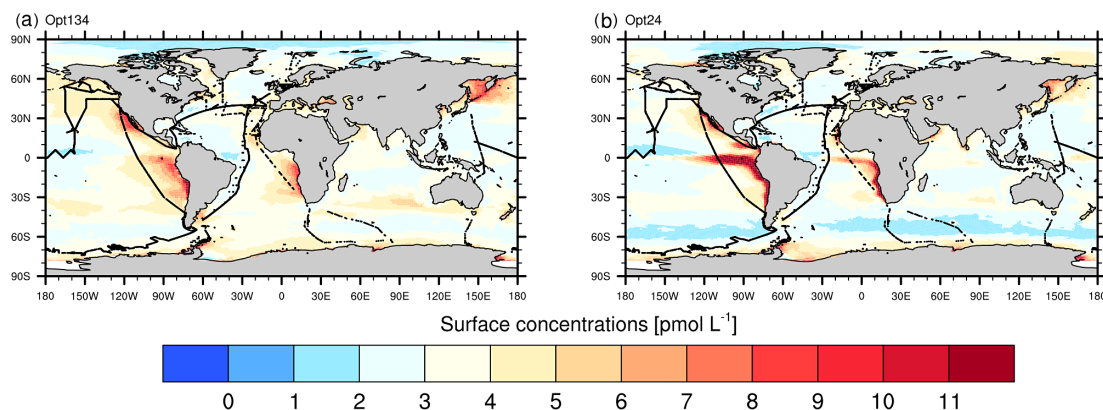 (a) Opt134
(b) Opt24
90N
60N
30N
0
30S
60S
90S
90N
60N
30N
0
30S
60S
90S
180 150W 120W 90W 60W 30W 0 30E 60E 90E 120E 150E 180
180 150W 120W 90W 60W 30W 0 30E 60E 90E 120E 150E 180
Surface concentrations [pmol L⁻¹]
0 1 2 3 4 5 6 7 8 9 10 11